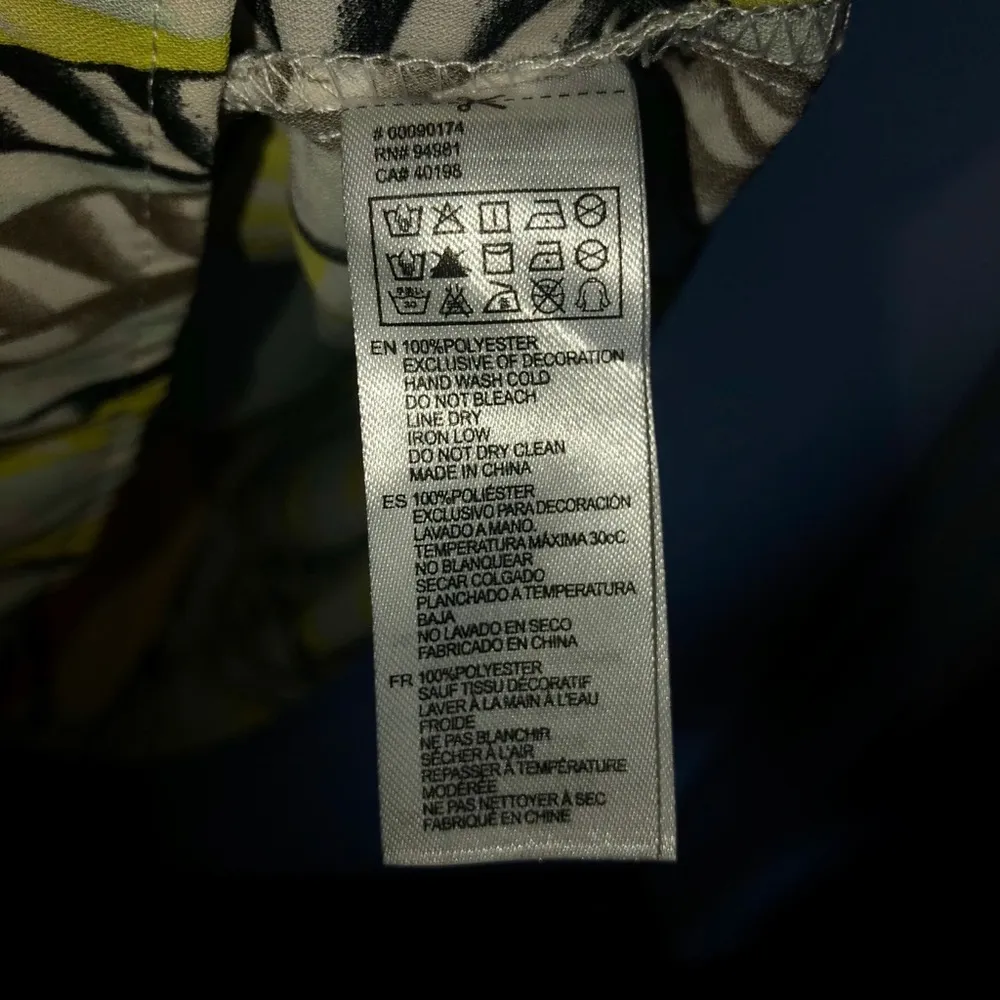 # 00090174
RN# 94981
CA# 40198
EN 100%POLYESTER
EXCLUSIVE OF DECORATION
HAND WASH COLD
DO NOT BLEACH
LINE DRY
IRON LOW
DO NOT DRY CLEAN
MADE IN CHINA
ES 100%POLIÉSTER
EXCLUSIVO PARA DECORACIÓN
LAVADO A MANO,
TEMPERATURA MÁXIMA 30oC
NO BLANQUEAR
SECAR COLGADO
PLANCHADO A TEMPERATURA
BAJA
NO LAVADO EN SECO
FABRICADO EN CHINA
FR 100%POLYESTER
SAUF TISSU DÉCORATIF
LAVER À LA MAIN À L'EAU
FROIDE
NE PAS BLANCHIR
SÉCHER À L'AIR
REPASSER À TEMPÉRATURE
MODÉRÉE
NE PAS NETTOYER À SEC
FABRIQUÉ EN CHINE